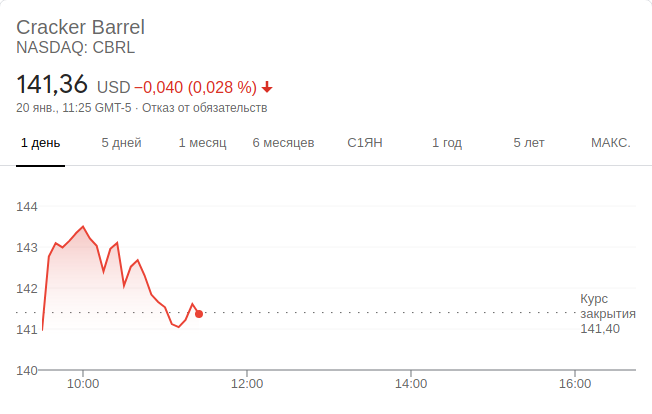 Cracker Barrel
NASDAQ: CBRL
141,36 USD −0,040 (0,028 %)
20 янв., 11:25 GMT-5 · Отказ от обязательств
1 день 5 дней 1 месяц 6 месяцев С1ЯН 1 год 5 лет МАКС.
144
143
142
141
140
Курс
закрытия
141,40
10:00 12:00 14:00 16:00